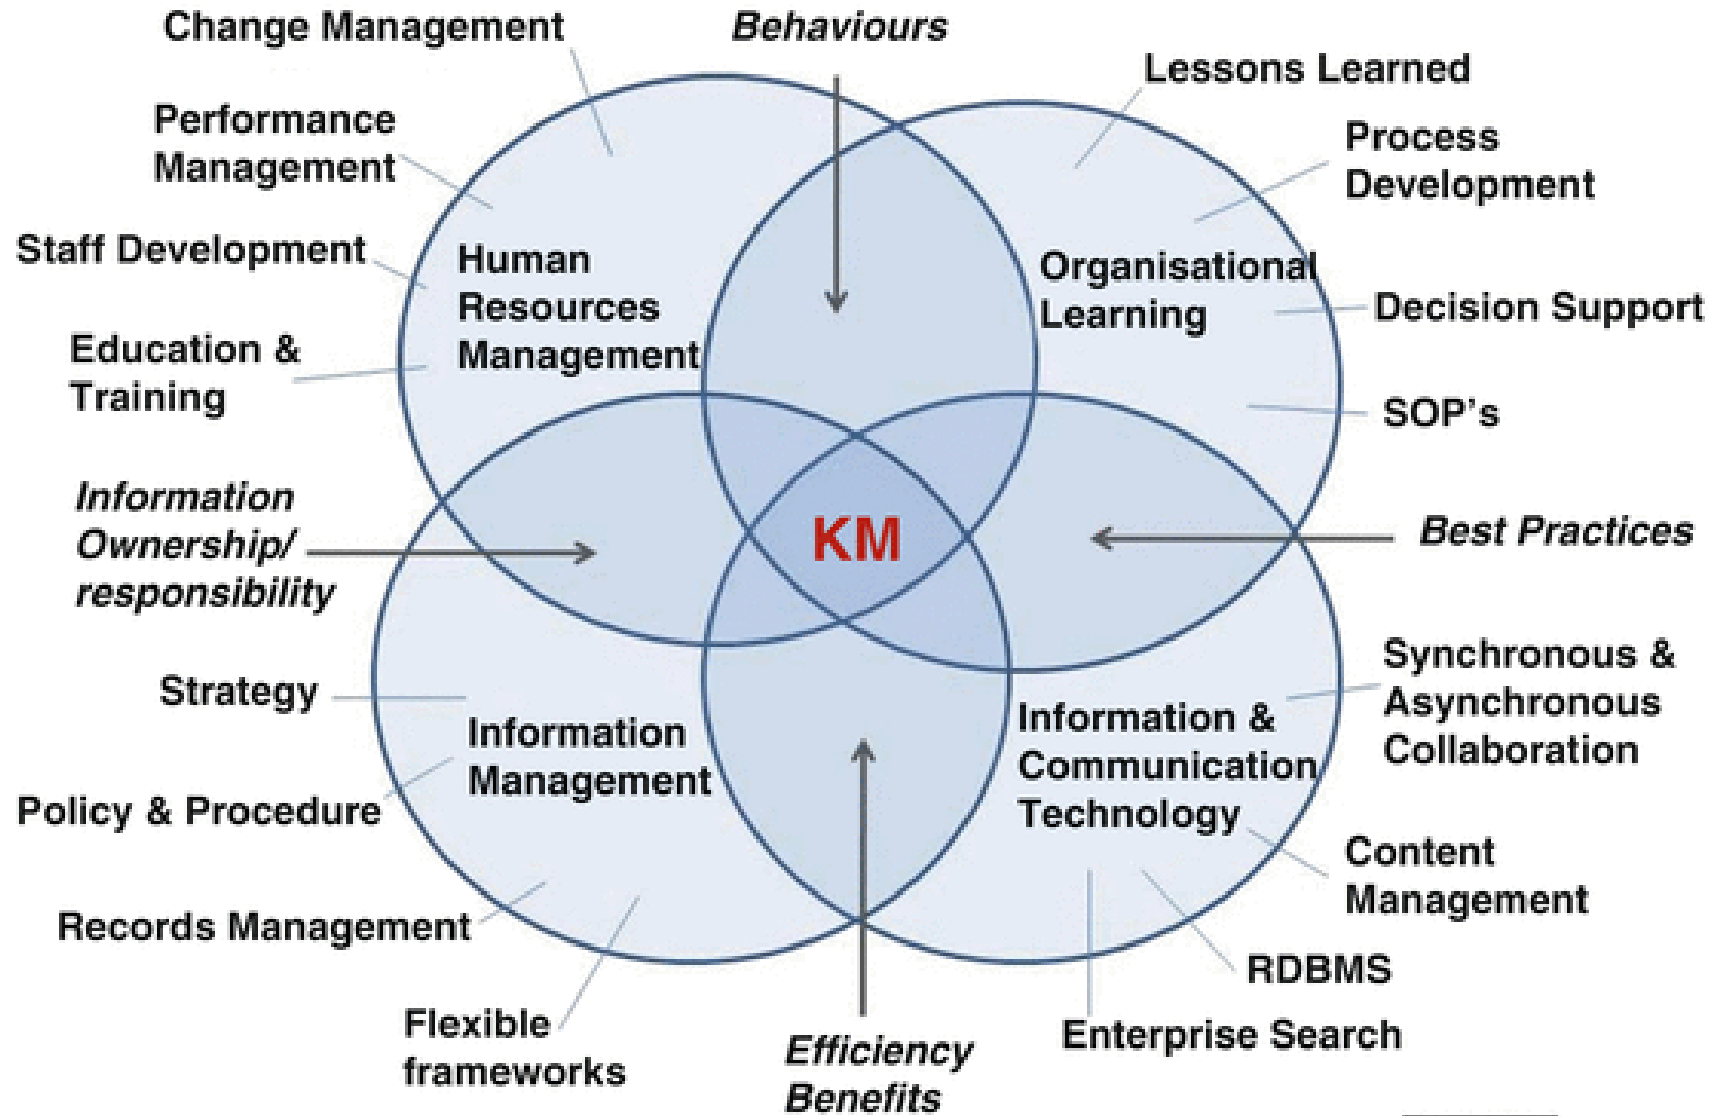 Change Management
Behaviours
Lessons Learned
Performance
Management
Process
Development
Staff Development
Human
Resources
Management
Organisational
Learning
Decision Support
Education &
Training
SOP's
Information
Ownership/
responsibility
KM
Best Practices
Strategy
Information
Management
Information &
Communication
Technology
Synchronous &
Asynchronous
Collaboration
Policy & Procedure
Content
Management
Records Management
RDBMS
Flexible
frameworks
Efficiency
Benefits
Enterprise Search